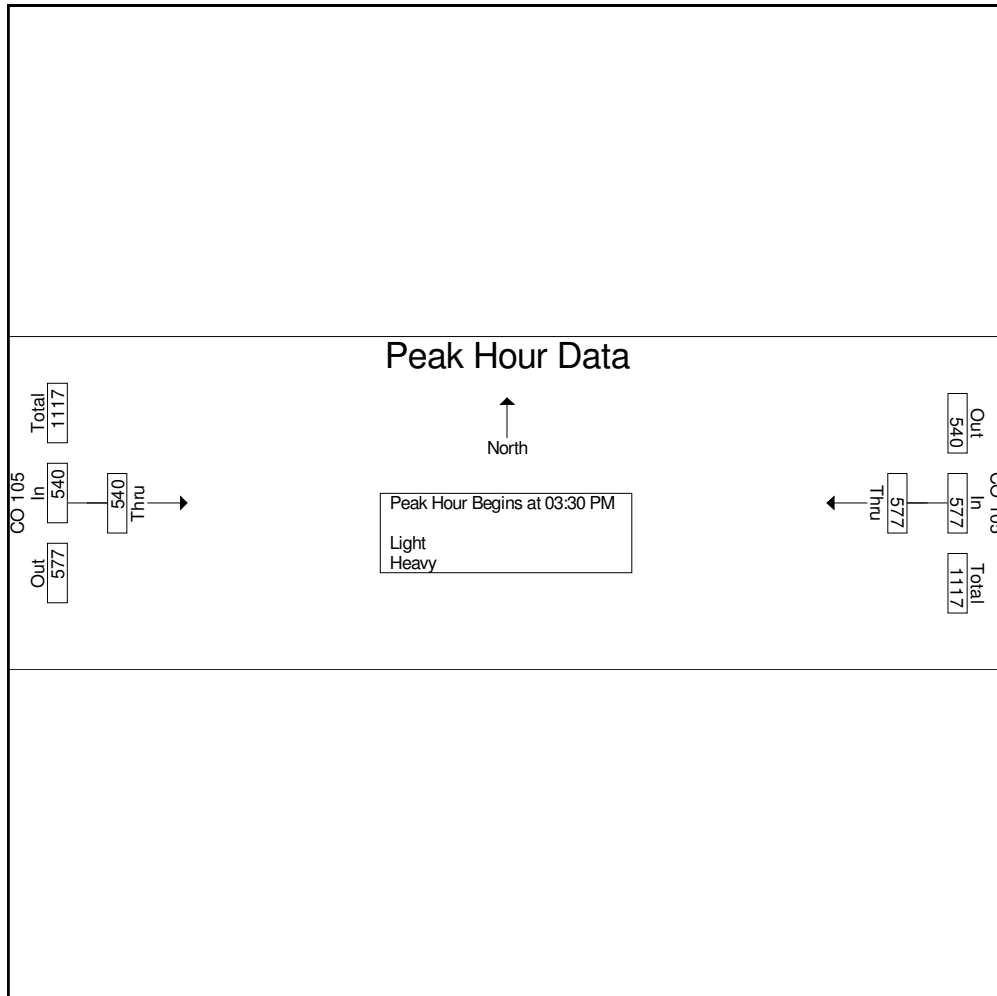 Peak Hour Data
North
Peak Hour Begins at 03:30 PM
Light
Heavy
CO 105
Total
1117
In
540
Out
577
540
Thru
Out
540
In
577
Total
1117
577
Thru